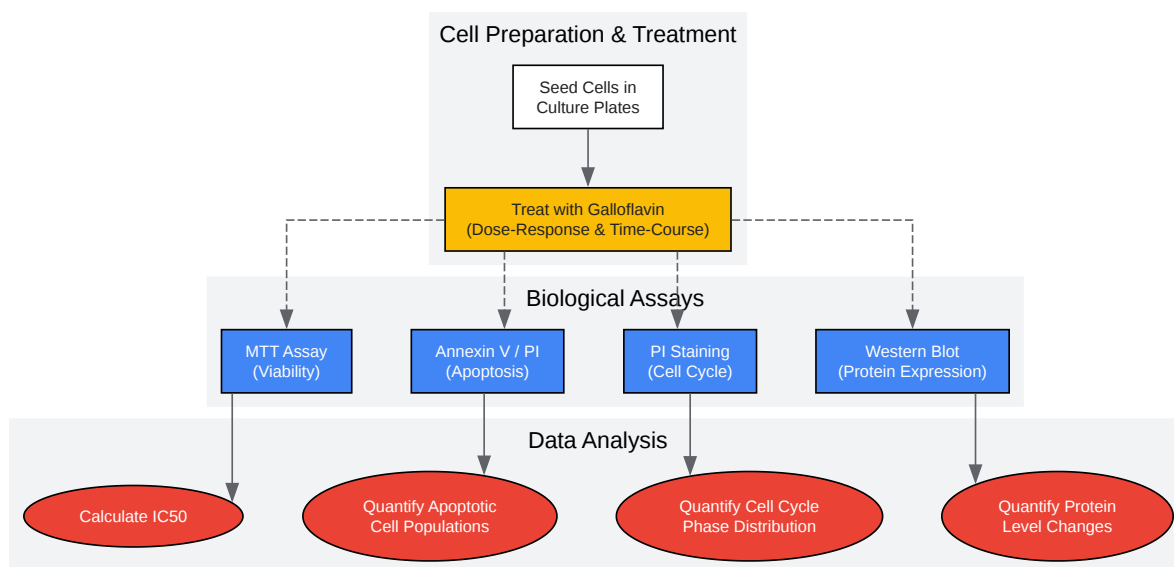 Cell Preparation & Treatment
Seed Cells in
Culture Plates
Treat with Galloflavin
(Dose-Response & Time-Course)
Biological Assays
MTT Assay
(Viability)
Annexin V / PI
(Apoptosis)
PI Staining
(Cell Cycle)
Western Blot
(Protein Expression)
Data Analysis
Calculate IC50
Quantify Apoptotic
Cell Populations
Quantify Cell Cycle
Phase Distribution
Quantify Protein
Level Changes